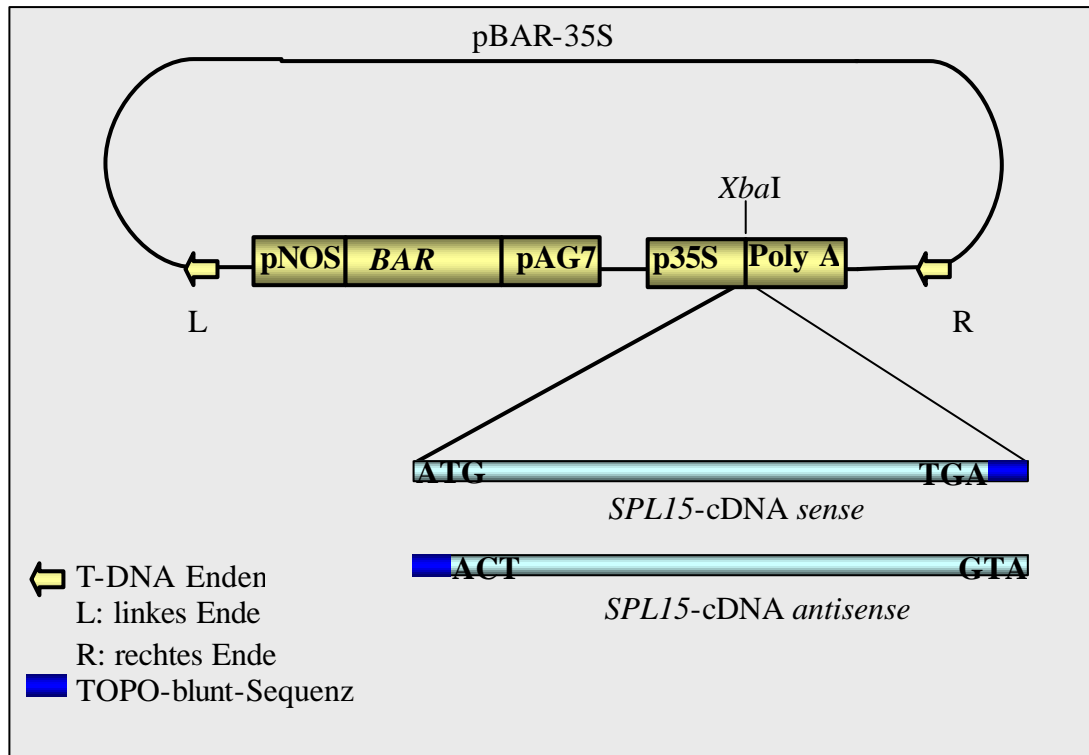 pBAR-35S
XbaI
pNOS BAR pAG7 p35S Poly A
L R
ATG TGA
SPL15-cDNA sense
ACT GTA
SPL15-cDNA antisense
T-DNA Enden
L: linkes Ende
R: rechtes Ende
TOPO-blunt-Sequenz